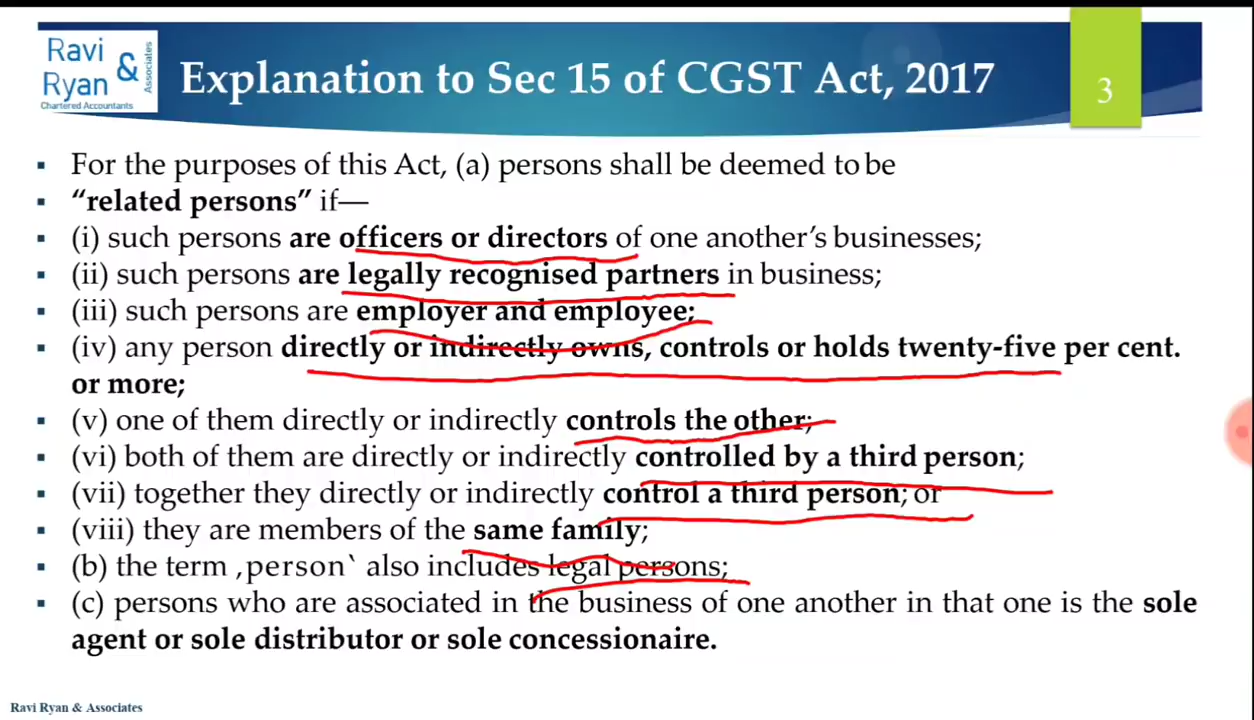 Ravi & Ryan Associates
Chartered Accountants
Explanation to Sec 15 of CGST Act, 2017
3
▪ For the purposes of this Act, (a) persons shall be deemed to be
▪ “related persons” if—
▪ (i) such persons are officers or directors of one another’s businesses;
▪ (ii) such persons are legally recognised partners in business;
▪ (iii) such persons are employer and employee;
▪ (iv) any person directly or indirectly owns, controls or holds twenty-five per cent.
or more;
▪ (v) one of them directly or indirectly controls the other;
▪ (vi) both of them are directly or indirectly controlled by a third person;
▪ (vii) together they directly or indirectly control a third person; or
▪ (viii) they are members of the same family;
▪ (b) the term ‚person‛ also includes legal persons;
▪ (c) persons who are associated in the business of one another in that one is the sole
agent or sole distributor or sole concessionaire.
Ravi Ryan & Associates